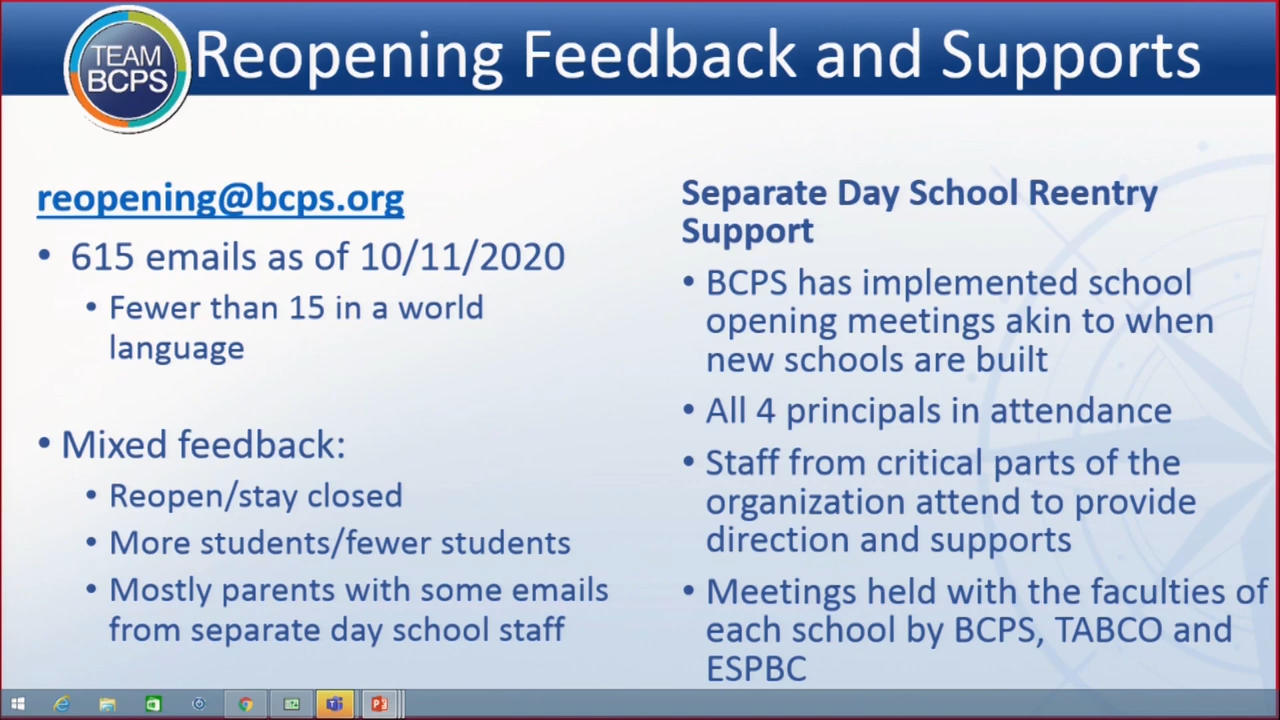 TEAM
BCPS
Reopening Feedback and Supports
reopening@bcps.org
• 615 emails as of 10/11/2020
• Fewer than 15 in a world
language
• Mixed feedback:
• Reopen/stay closed
• More students/fewer students
• Mostly parents with some emails
from separate day school staff
Separate Day School Reentry
Support
• BCPS has implemented school
opening meetings akin to when
new schools are built
• All 4 principals in attendance
• Staff from critical parts of the
organization attend to provide
direction and supports
• Meetings held with the faculties of
each school by BCPS, TABCO and
ESPBC